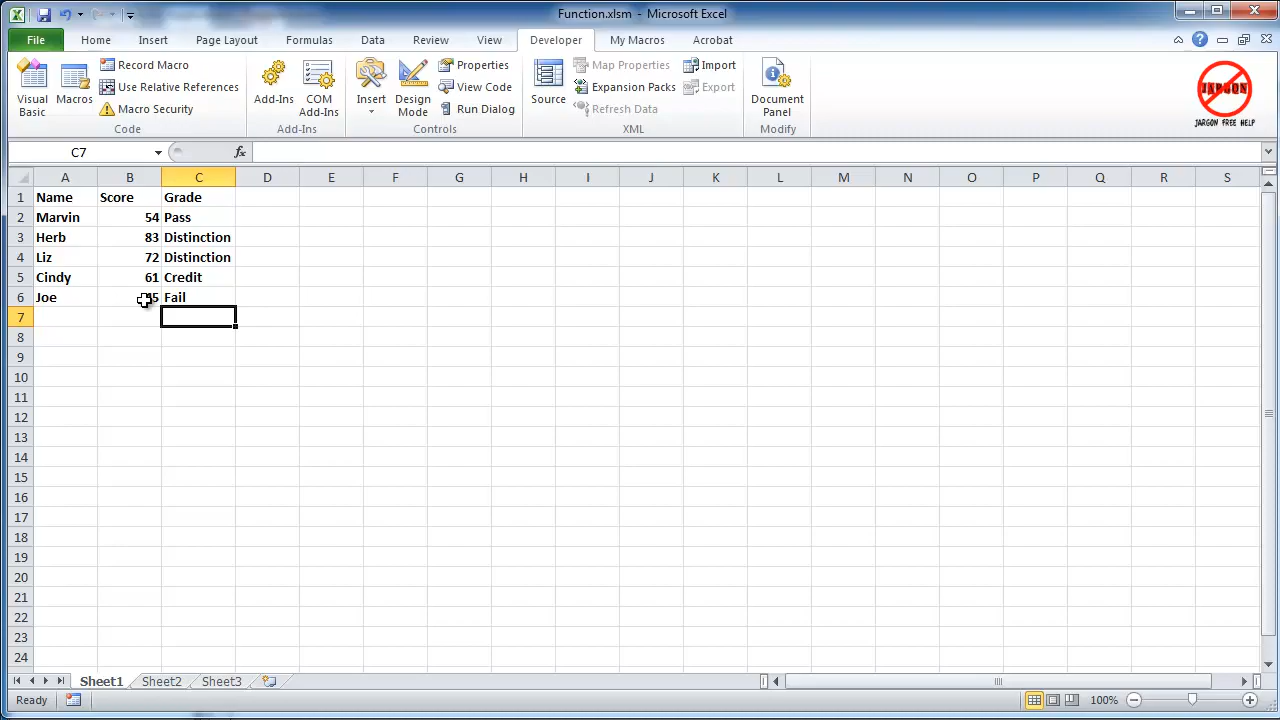 Function.xlsm - Microsoft Excel
File Home Insert Page Layout Formulas Data Review View Developer My Macros Acrobat
Visual Basic
Macros
Record Macro
Use Relative References
Macro Security
Code
Add-Ins
COM Add-Ins
Add-Ins
Insert
Design Mode
Properties
View Code
Run Dialog
Controls
Source
Map Properties
Expansion Packs
Refresh Data
Import
Export
XML
Document Panel
Modify
JARGON
JARGON FREE HELP
C7 fx
A B C D E F G H I J K L M N O P Q R S
1 Name Score Grade
2 Marvin 54 Pass
3 Herb 83 Distinction
4 Liz 72 Distinction
5 Cindy 61 Credit
6 Joe Fail
7
8
9
10
11
12
13
14
15
16
17
18
19
20
21
22
23
24
Sheet1 Sheet2 Sheet3
Ready 100%